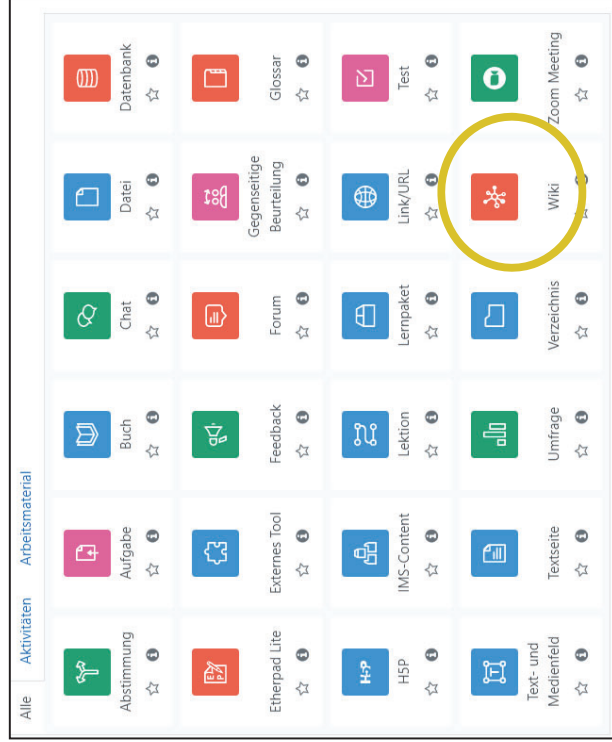 Alle Aktivitäten Arbeitsmaterial
Abstimmung Aufgabe Buch Chat Datei Datenbank
Etherpad Lite Externes Tool Feedback Forum Gegenseitige Beurteilung Glossar
H5P IMS-Content Lektion Lernpaket Link/URL Test
Text- und Medienfeld Textseite Umfrage Verzeichnis Wiki Zoom Meeting